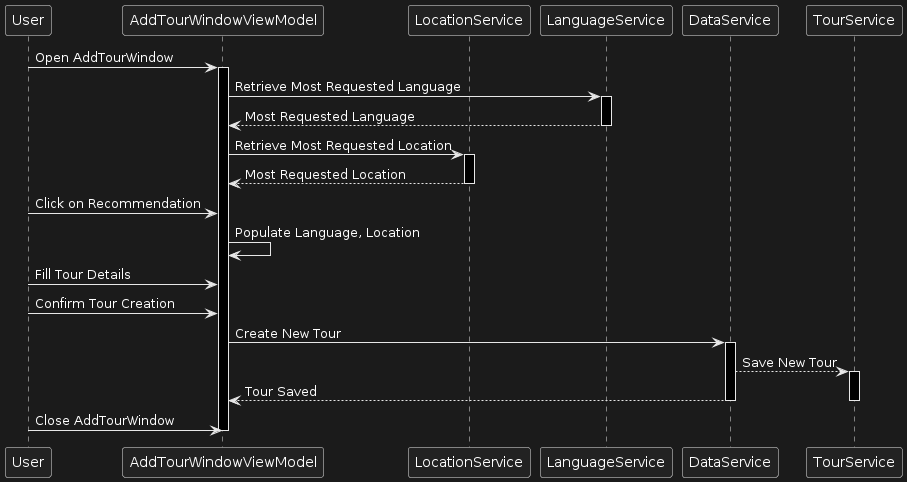 User
AddTourWindowViewModel
LocationService
LanguageService
DataService
TourService
Open AddTourWindow
Retrieve Most Requested Language
Most Requested Language
Retrieve Most Requested Location
Most Requested Location
Click on Recommendation
Populate Language, Location
Fill Tour Details
Confirm Tour Creation
Create New Tour
Save New Tour
Tour Saved
Close AddTourWindow
User
AddTourWindowViewModel
LocationService
LanguageService
DataService
TourService